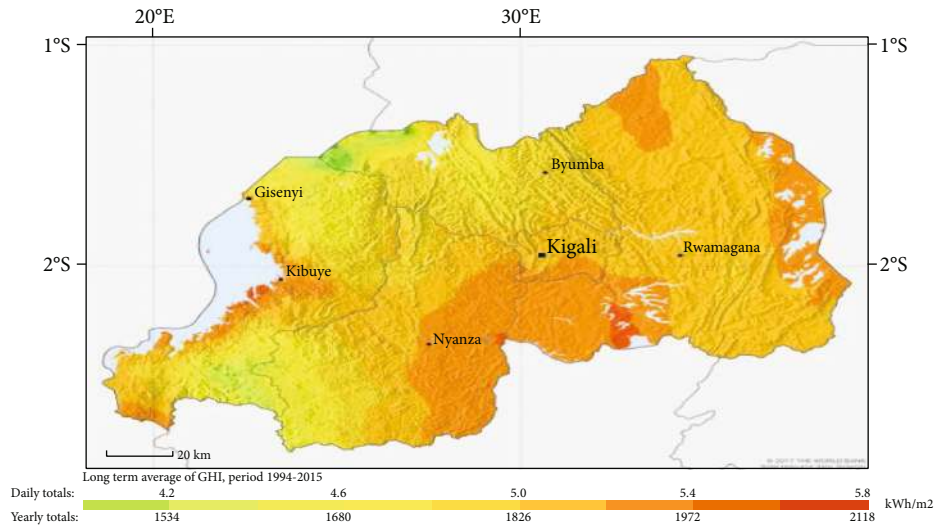 20°E 30°E
1°S 1°S
Byumba
Gisenyi
Kigali
Rwamagana
2°S 2°S
Kibuye
Nyanza
20 km
© 2017 THE WORLD BANK
Long term average of GHI, period 1994-2015
Daily totals: 4.2 4.6 5.0 5.4 5.8 kWh/m2
Yearly totals: 1534 1680 1826 1972 2118